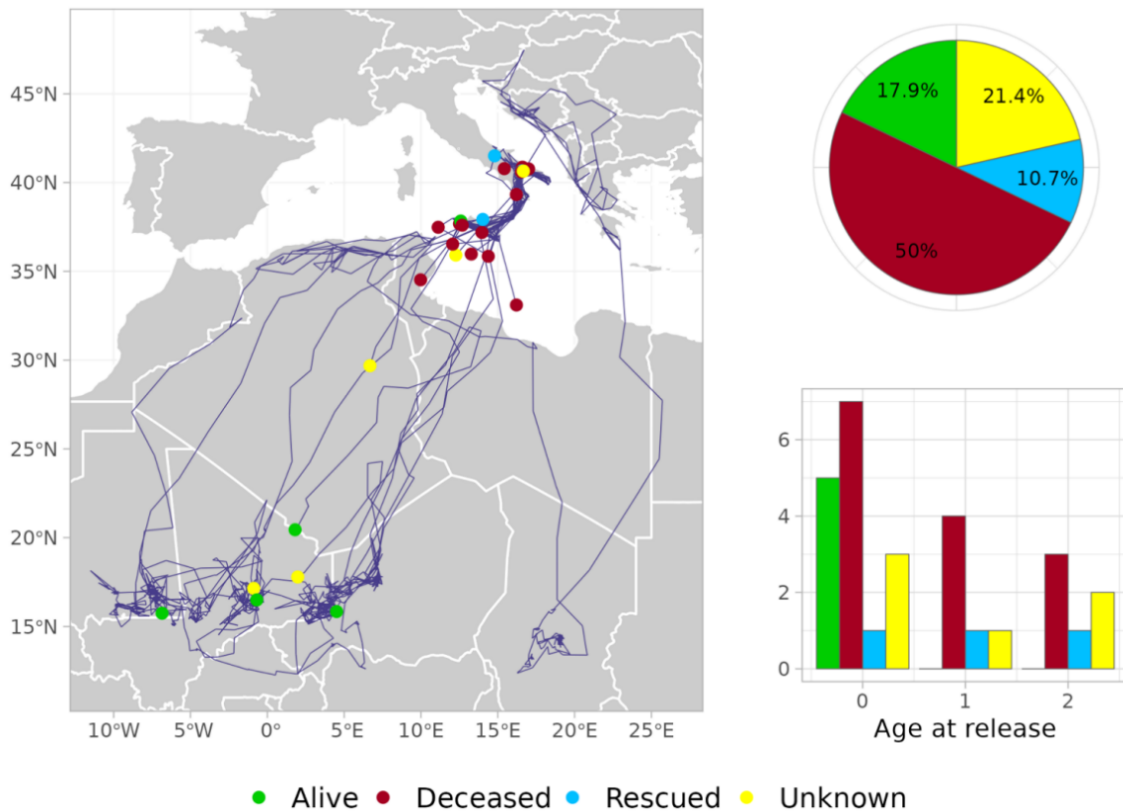 45°N
40°N
35°N
30°N
25°N
20°N
15°N
10°W 5°W 0° 5°E 10°E 15°E 20°E 25°E
17.9%
21.4%
10.7%
50%
6
4
2
0
0 1 2
Age at release
Alive Deceased Rescued Unknown